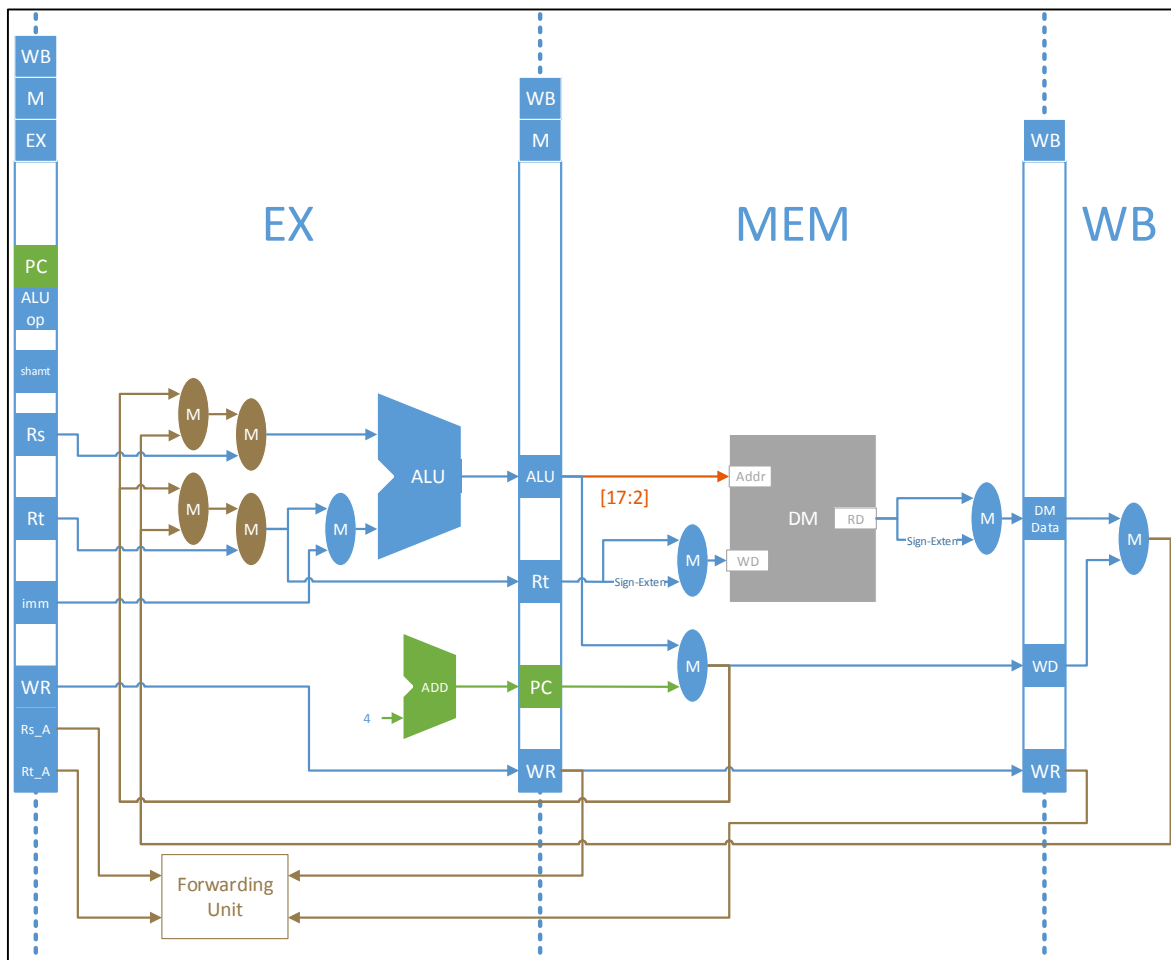 WB
M
EX
PC
ALU
op
shamt
Rs
Rt
imm
WR
Rs_A
Rt_A
EX
M
M
M
M
M
ALU
ADD
4
Forwarding
Unit
WB
M
ALU
Rt
PC
WR
MEM
[17:2]
Sign-Exten
M
M
Addr
DM
RD
WD
Sign-Exten
M
WB
DM
Data
WD
WR
WB
M